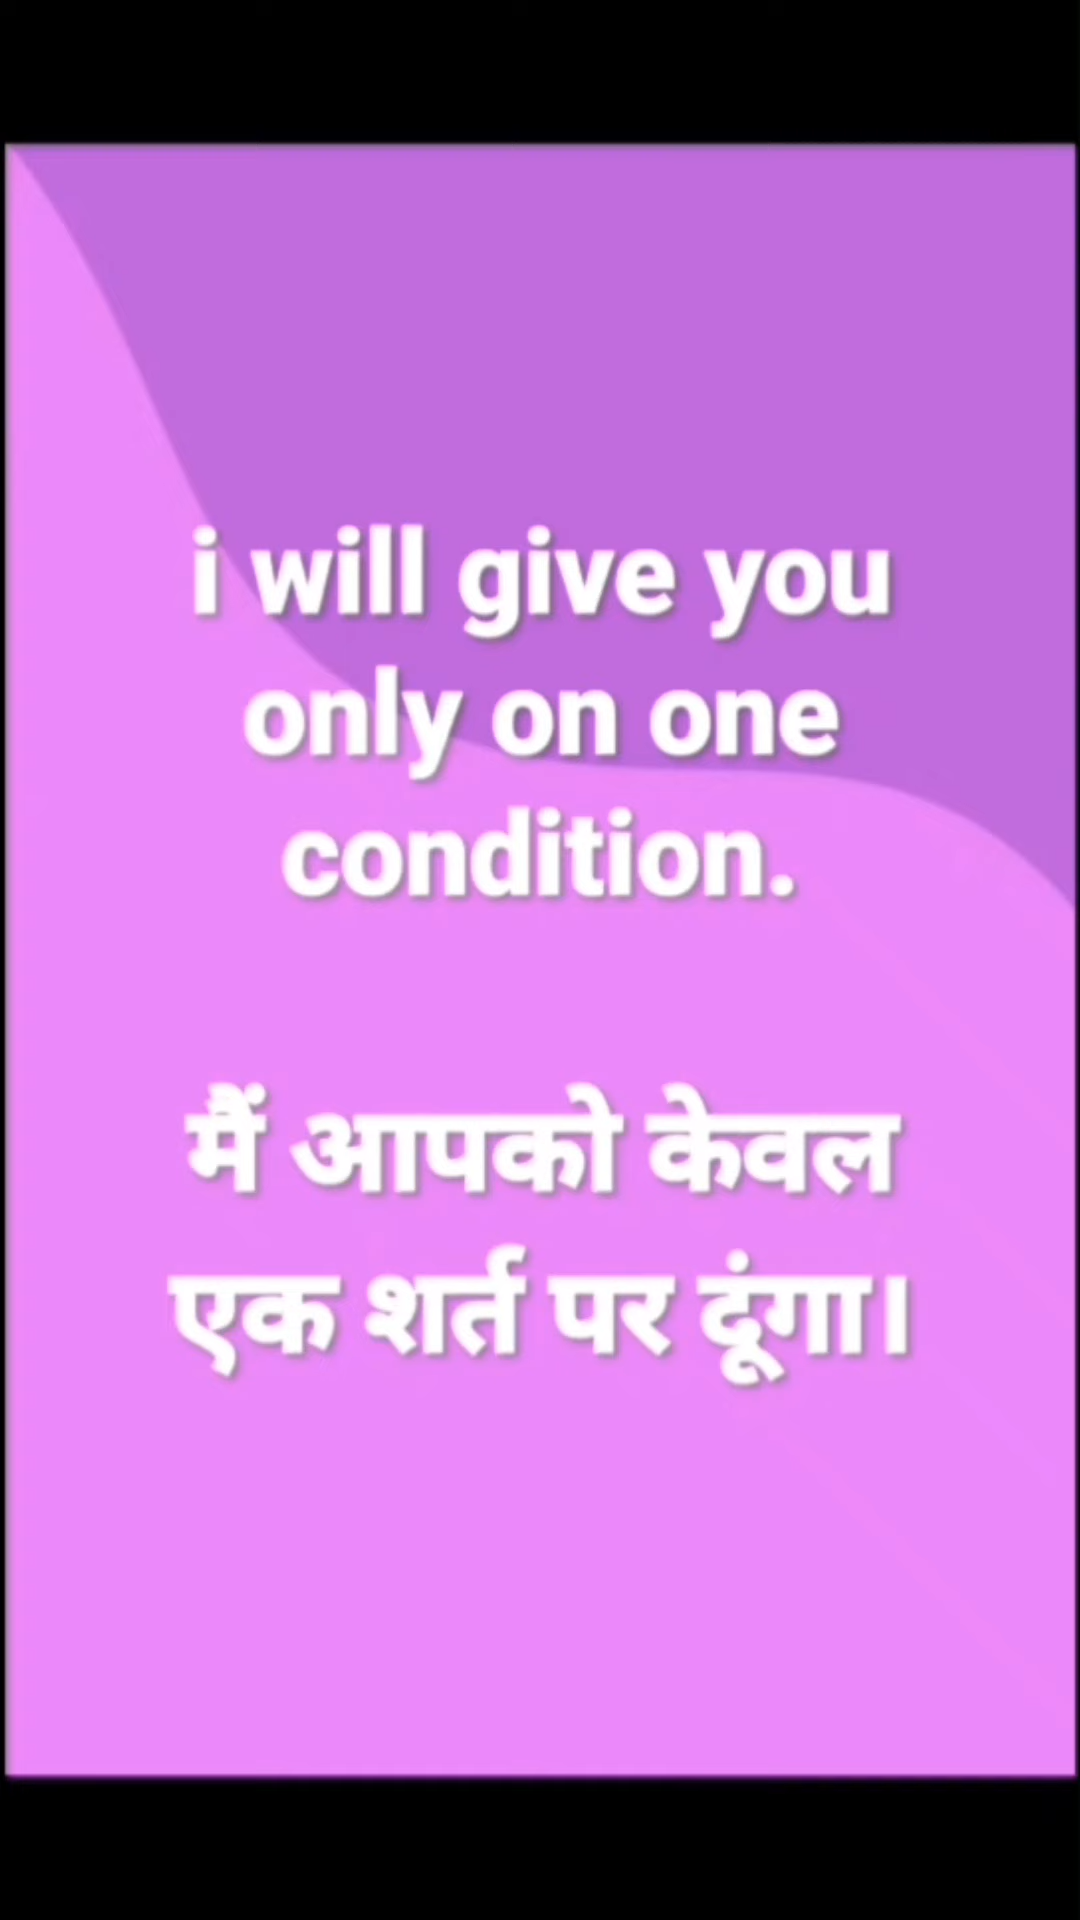 i will give you
only on one
condition.
मैं आपको केवल
एक शर्त पर दूंगा।